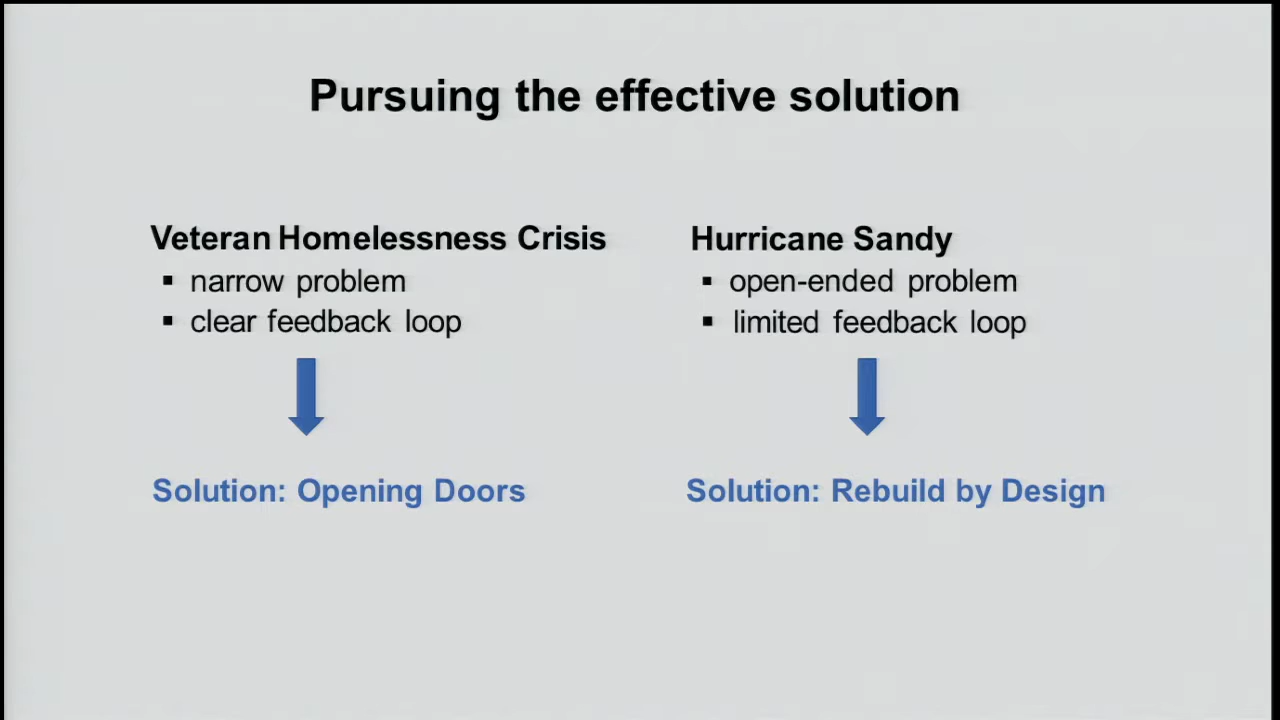 Pursuing the effective solution
Veteran Homelessness Crisis
▪ narrow problem
▪ clear feedback loop
Solution: Opening Doors
Hurricane Sandy
▪ open-ended problem
▪ limited feedback loop
Solution: Rebuild by Design